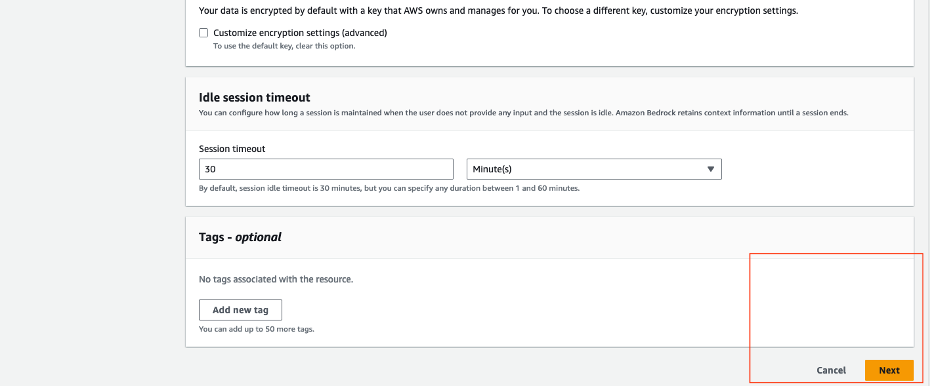 Your data is encrypted by default with a key that AWS owns and manages for you. To choose a different key, customize your encryption settings.
Customize encryption settings (advanced)
To use the default key, clear this option.
Idle session timeout
You can configure how long a session is maintained when the user does not provide any input and the session is idle. Amazon Bedrock retains context information until a session ends.
Session timeout
30
Minute(s)
By default, session idle timeout is 30 minutes, but you can specify any duration between 1 and 60 minutes.
Tags - optional
No tags associated with the resource.
Add new tag
You can add up to 50 more tags.
Cancel
Next